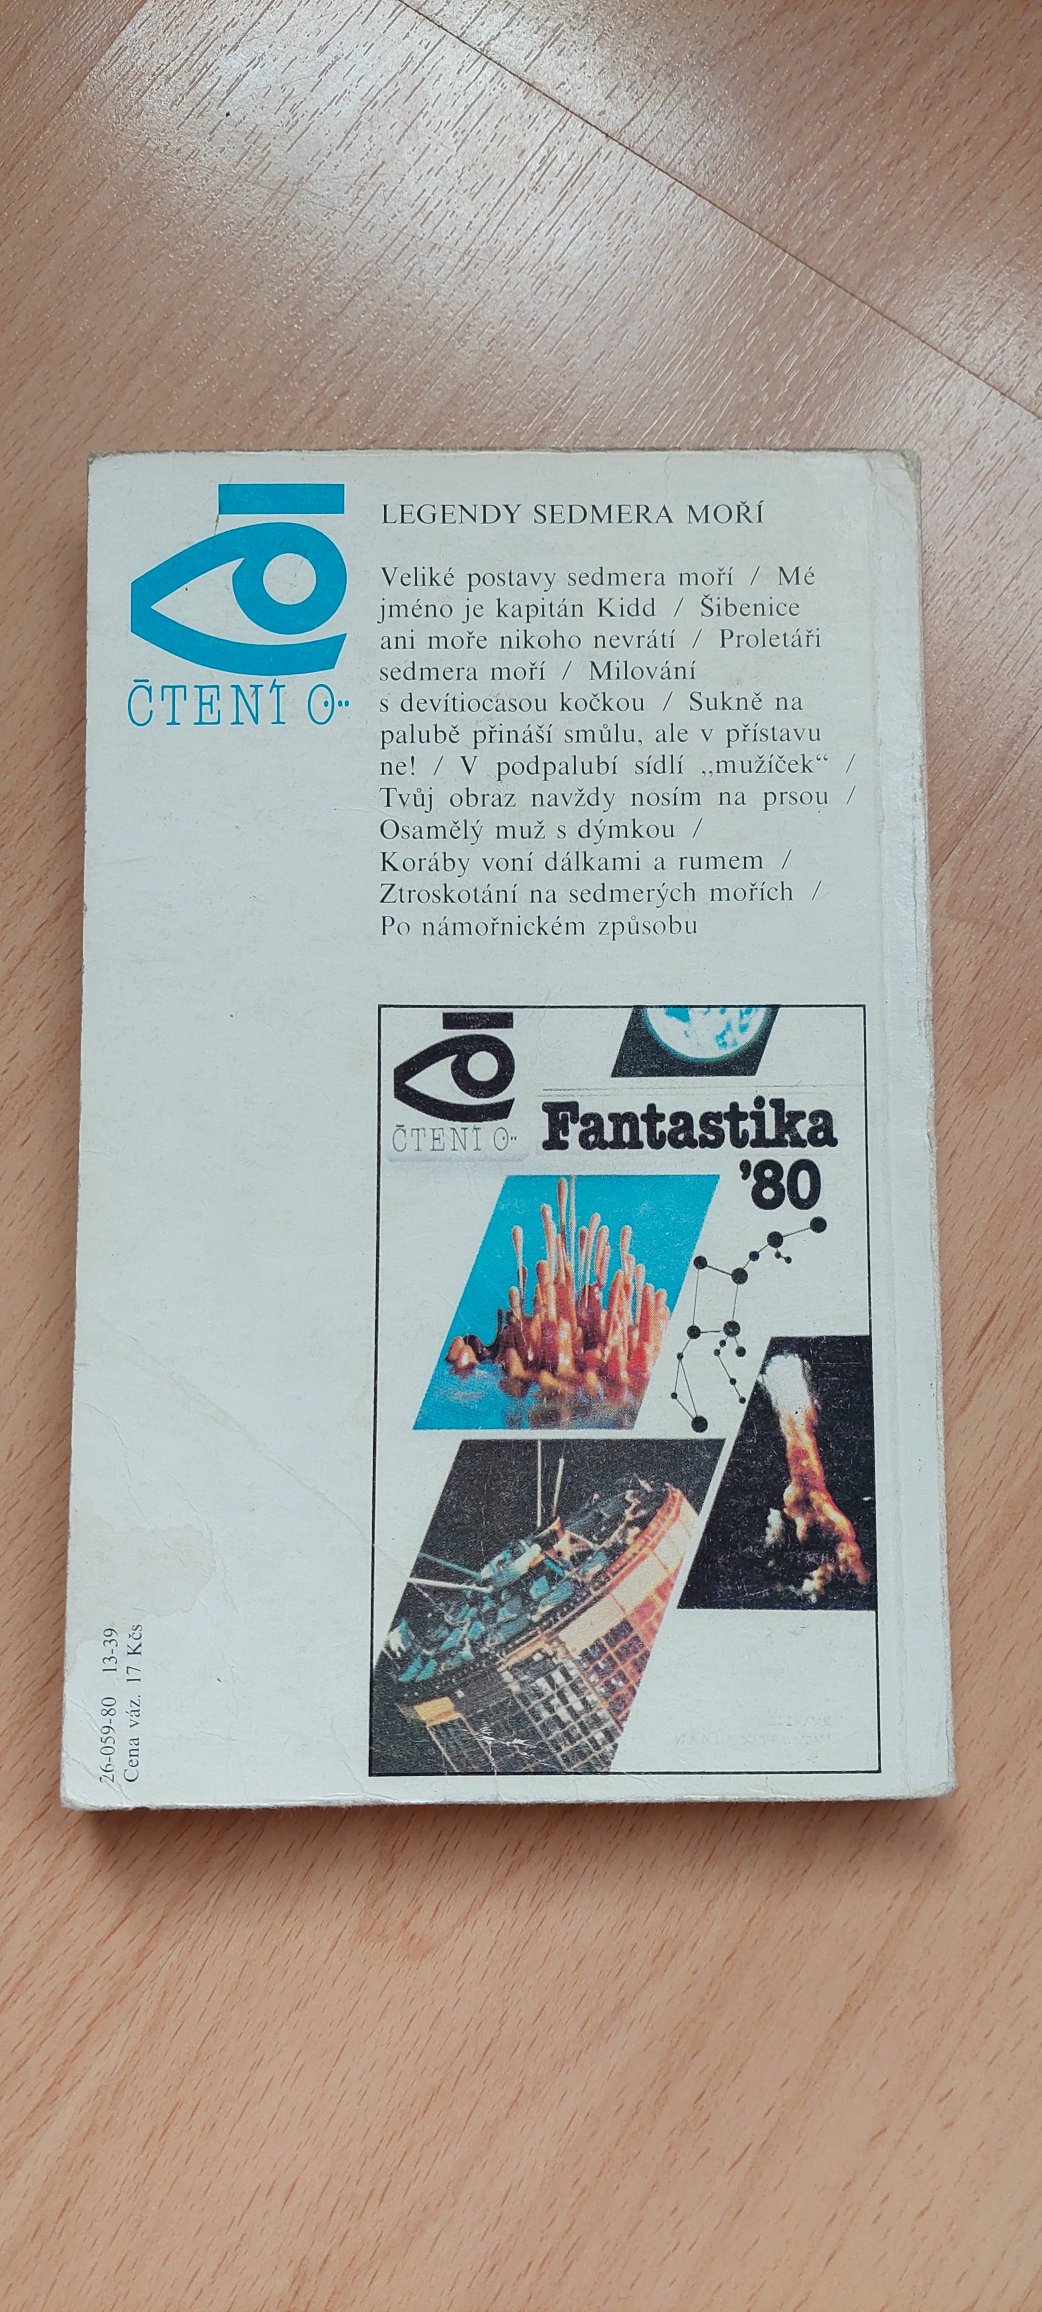 ČTENÍ O··
LEGENDY SEDMERA MOŘÍ
Veliké postavy sedmera moří / Mé
jméno je kapitán Kidd / Šibenice
ani moře nikoho nevrátí / Proletáři
sedmera moří / Milování
s devítiocasou kočkou / Sukně na
palubě přináší smůlu, ale v přístavu
ne! / V podpalubí sídlí „mužíček“ /
Tvůj obraz navždy nosím na prsou /
Osamělý muž s dýmkou /
Koráby voní dálkami a rumem /
Ztroskotání na sedmerých mořích /
Po námořnickém způsobu
ČTENÍ O··
Fantastika
’80
26-059-80 13-39
Cena váz. 17 Kčs